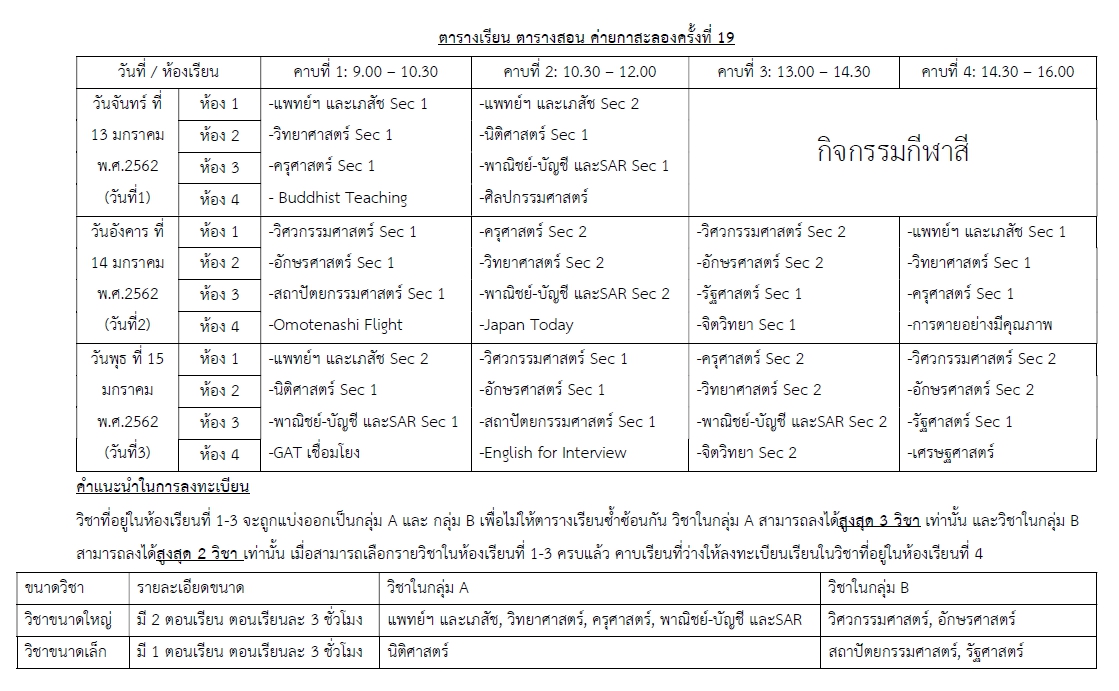 ตารางเรียน ตารางสอน ค่ายกาสะลองครั้งที่ 19
วันที่ / ห้องเรียน คาบที่ 1: 9.00 – 10.30 คาบที่ 2: 10.30 – 12.00 คาบที่ 3: 13.00 – 14.30 คาบที่ 4: 14.30 – 16.00
วันจันทร์ ที่ ห้อง 1 -แพทย์ฯ และเภสัช Sec 1 -แพทย์ฯ และเภสัช Sec 2
13 มกราคม ห้อง 2 -วิทยาศาสตร์ Sec 1 -นิติศาสตร์ Sec 1 กิจกรรมกีฬาสี
พ.ศ.2562 ห้อง 3 -ครุศาสตร์ Sec 1 -พาณิชย์-บัญชี และSAR Sec 1
(วันที่1) ห้อง 4 - Buddhist Teaching -ศิลปกรรมศาสตร์
วันอังคาร ที่ ห้อง 1 -วิศวกรรมศาสตร์ Sec 1 -ครุศาสตร์ Sec 2 -วิศวกรรมศาสตร์ Sec 2 -แพทย์ฯ และเภสัช Sec 1
14 มกราคม ห้อง 2 -อักษรศาสตร์ Sec 1 -วิทยาศาสตร์ Sec 2 -อักษรศาสตร์ Sec 2 -วิทยาศาสตร์ Sec 1
พ.ศ.2562 ห้อง 3 -สถาปัตยกรรมศาสตร์ Sec 1 -พาณิชย์-บัญชี และSAR Sec 2 -รัฐศาสตร์ Sec 1 -ครุศาสตร์ Sec 1
(วันที่2) ห้อง 4 -Omotenashi Flight -Japan Today -จิตวิทยา Sec 1 -การตายอย่างมีคุณภาพ
วันพุธ ที่ 15 ห้อง 1 -แพทย์ฯ และเภสัช Sec 2 -วิศวกรรมศาสตร์ Sec 1 -ครุศาสตร์ Sec 2 -วิศวกรรมศาสตร์ Sec 2
มกราคม ห้อง 2 -นิติศาสตร์ Sec 1 -อักษรศาสตร์ Sec 1 -วิทยาศาสตร์ Sec 2 -อักษรศาสตร์ Sec 2
พ.ศ.2562 ห้อง 3 -พาณิชย์-บัญชี และSAR Sec 1 -สถาปัตยกรรมศาสตร์ Sec 1 -พาณิชย์-บัญชี และSAR Sec 2 -รัฐศาสตร์ Sec 1
(วันที่3) ห้อง 4 -GAT เชื่อมโยง -English for Interview -จิตวิทยา Sec 2 -เศรษฐศาสตร์
คำแนะนำในการลงทะเบียน
วิชาที่อยู่ในห้องเรียนที่ 1-3 จะถูกแบ่งออกเป็นกลุ่ม A และ กลุ่ม B เพื่อไม่ให้ตารางเรียนซ้ำซ้อนกัน วิชาในกลุ่ม A สามารถลงได้สูงสุด 3 วิชา เท่านั้น และวิชาในกลุ่ม B
สามารถลงได้สูงสุด 2 วิชา เท่านั้น เมื่อสามารถเลือกรายวิชาในห้องเรียนที่ 1-3 ครบแล้ว คาบเรียนที่ว่างให้ลงทะเบียนเรียนในวิชาที่อยู่ในห้องเรียนที่ 4
ขนาดวิชา รายละเอียดขนาด วิชาในกลุ่ม A วิชาในกลุ่ม B
วิชาขนาดใหญ่ มี 2 ตอนเรียน ตอนเรียนละ 3 ชั่วโมง แพทย์ฯ และเภสัช, วิทยาศาสตร์, ครุศาสตร์, พาณิชย์-บัญชี และSAR วิศวกรรมศาสตร์, อักษรศาสตร์
วิชาขนาดเล็ก มี 1 ตอนเรียน ตอนเรียนละ 3 ชั่วโมง นิติศาสตร์ สถาปัตยกรรมศาสตร์, รัฐศาสตร์